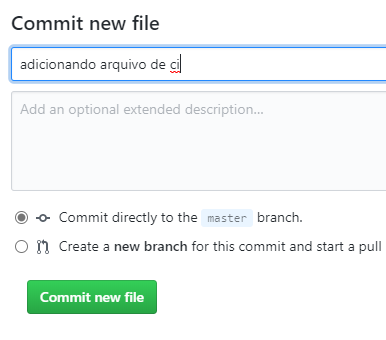 Commit new file
adicionando arquivo de ci
Add an optional extended description...
Commit directly to the master branch.
Create a new branch for this commit and start a pull
Commit new file